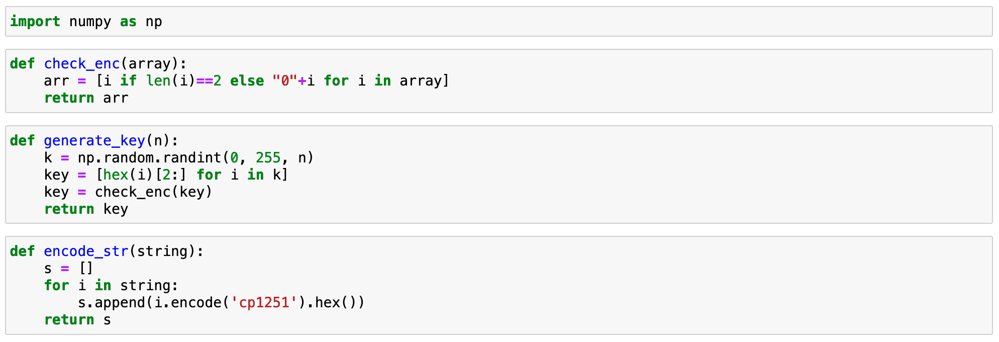 import numpy as np
def check_enc(array):
    arr = [i if len(i)==2 else "0"+i for i in array]
    return arr
def generate_key(n):
    k = np.random.randint(0, 255, n)
    key = [hex(i)[2:] for i in k]
    key = check_enc(key)
    return key
def encode_str(string):
    s = []
    for i in string:
        s.append(i.encode('cp1251').hex())
    return s